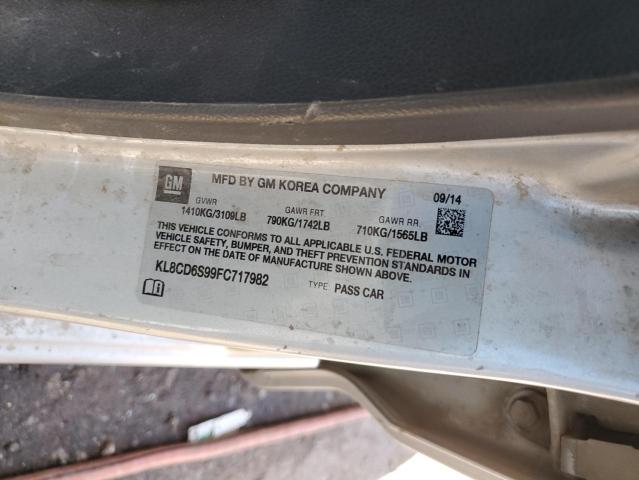 GM MFD BY GM KOREA COMPANY 09/14
GVWR GAWR FRT GAWR RR
1410KG/3109LB 790KG/1742LB 710KG/1565LB
THIS VEHICLE CONFORMS TO ALL APPLICABLE U.S. FEDERAL MOTOR
VEHICLE SAFETY, BUMPER, AND THEFT PREVENTION STANDARDS IN
EFFECT ON THE DATE OF MANUFACTURE SHOWN ABOVE.
KL8CD6S99FC717982 TYPE PASS CAR